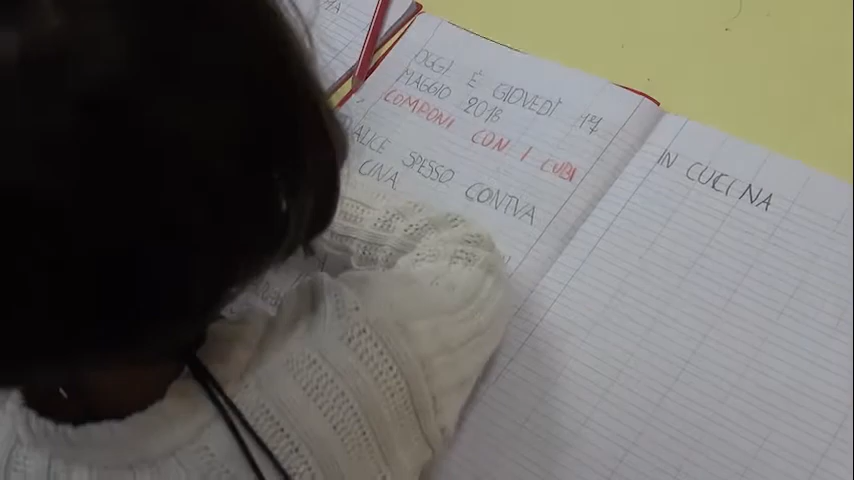 OGGI È GIOVEDÌ 17
MAGGIO 2018
COMPONI CON I CUBI
ALICE SPESSO CONTVA
CINA
IN CUCINA